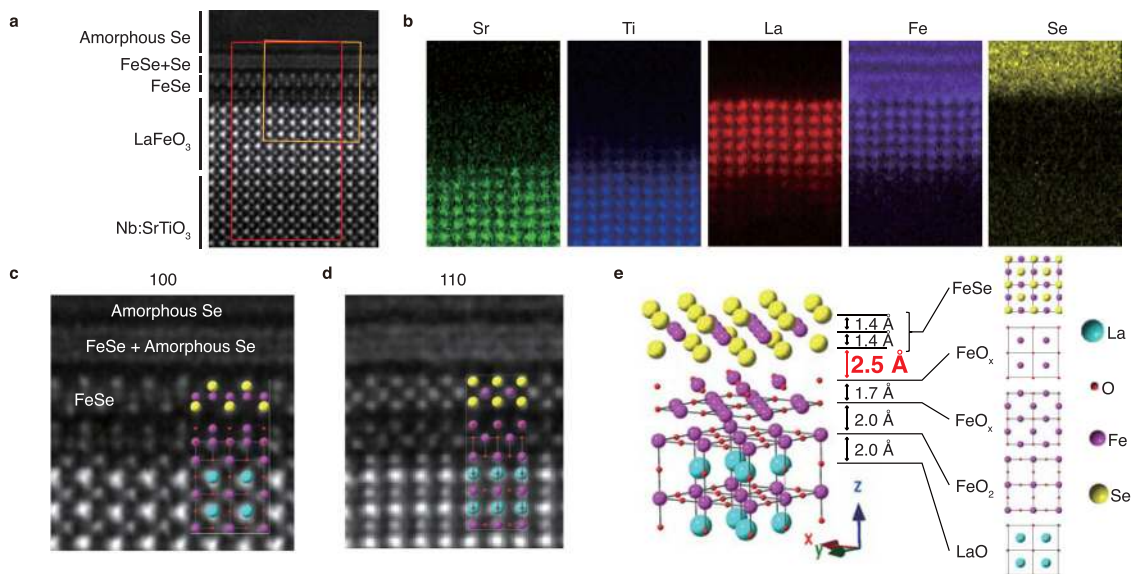 a
Amorphous Se
FeSe+Se
FeSe
LaFeO3
Nb:SrTiO3
b
Sr
Ti
La
Fe
Se
c
100
Amorphous Se
FeSe + Amorphous Se
FeSe
d
110
e
1.4 Å
1.4 Å
2.5 Å
1.7 Å
2.0 Å
2.0 Å
z
x
y
FeSe
FeOx
FeOx
FeO2
LaO
La
O
Fe
Se